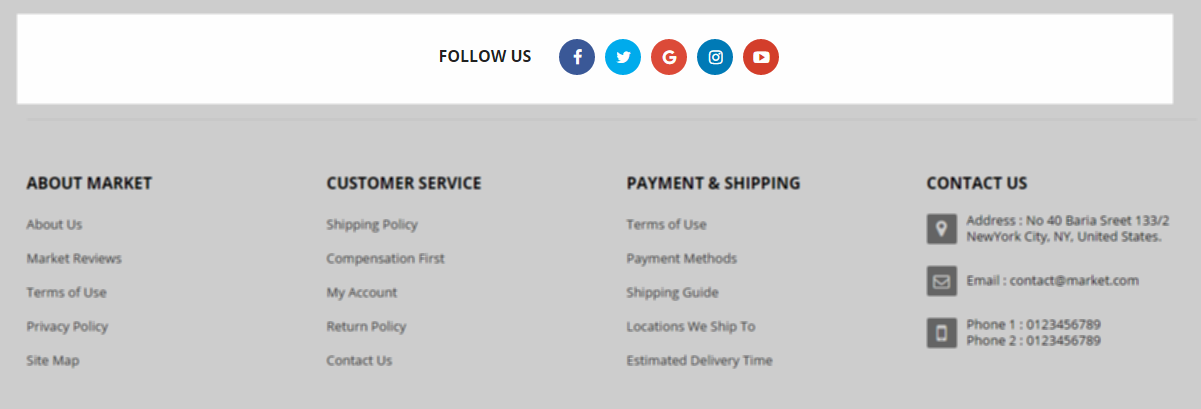 FOLLOW US
ABOUT MARKET
About Us
Market Reviews
Terms of Use
Privacy Policy
Site Map
CUSTOMER SERVICE
Shipping Policy
Compensation First
My Account
Return Policy
Contact Us
PAYMENT & SHIPPING
Terms of Use
Payment Methods
Shipping Guide
Locations We Ship To
Estimated Delivery Time
CONTACT US
Address : No 40 Baria Sreet 133/2
NewYork City, NY, United States.
Email : contact@market.com
Phone 1 : 0123456789
Phone 2 : 0123456789